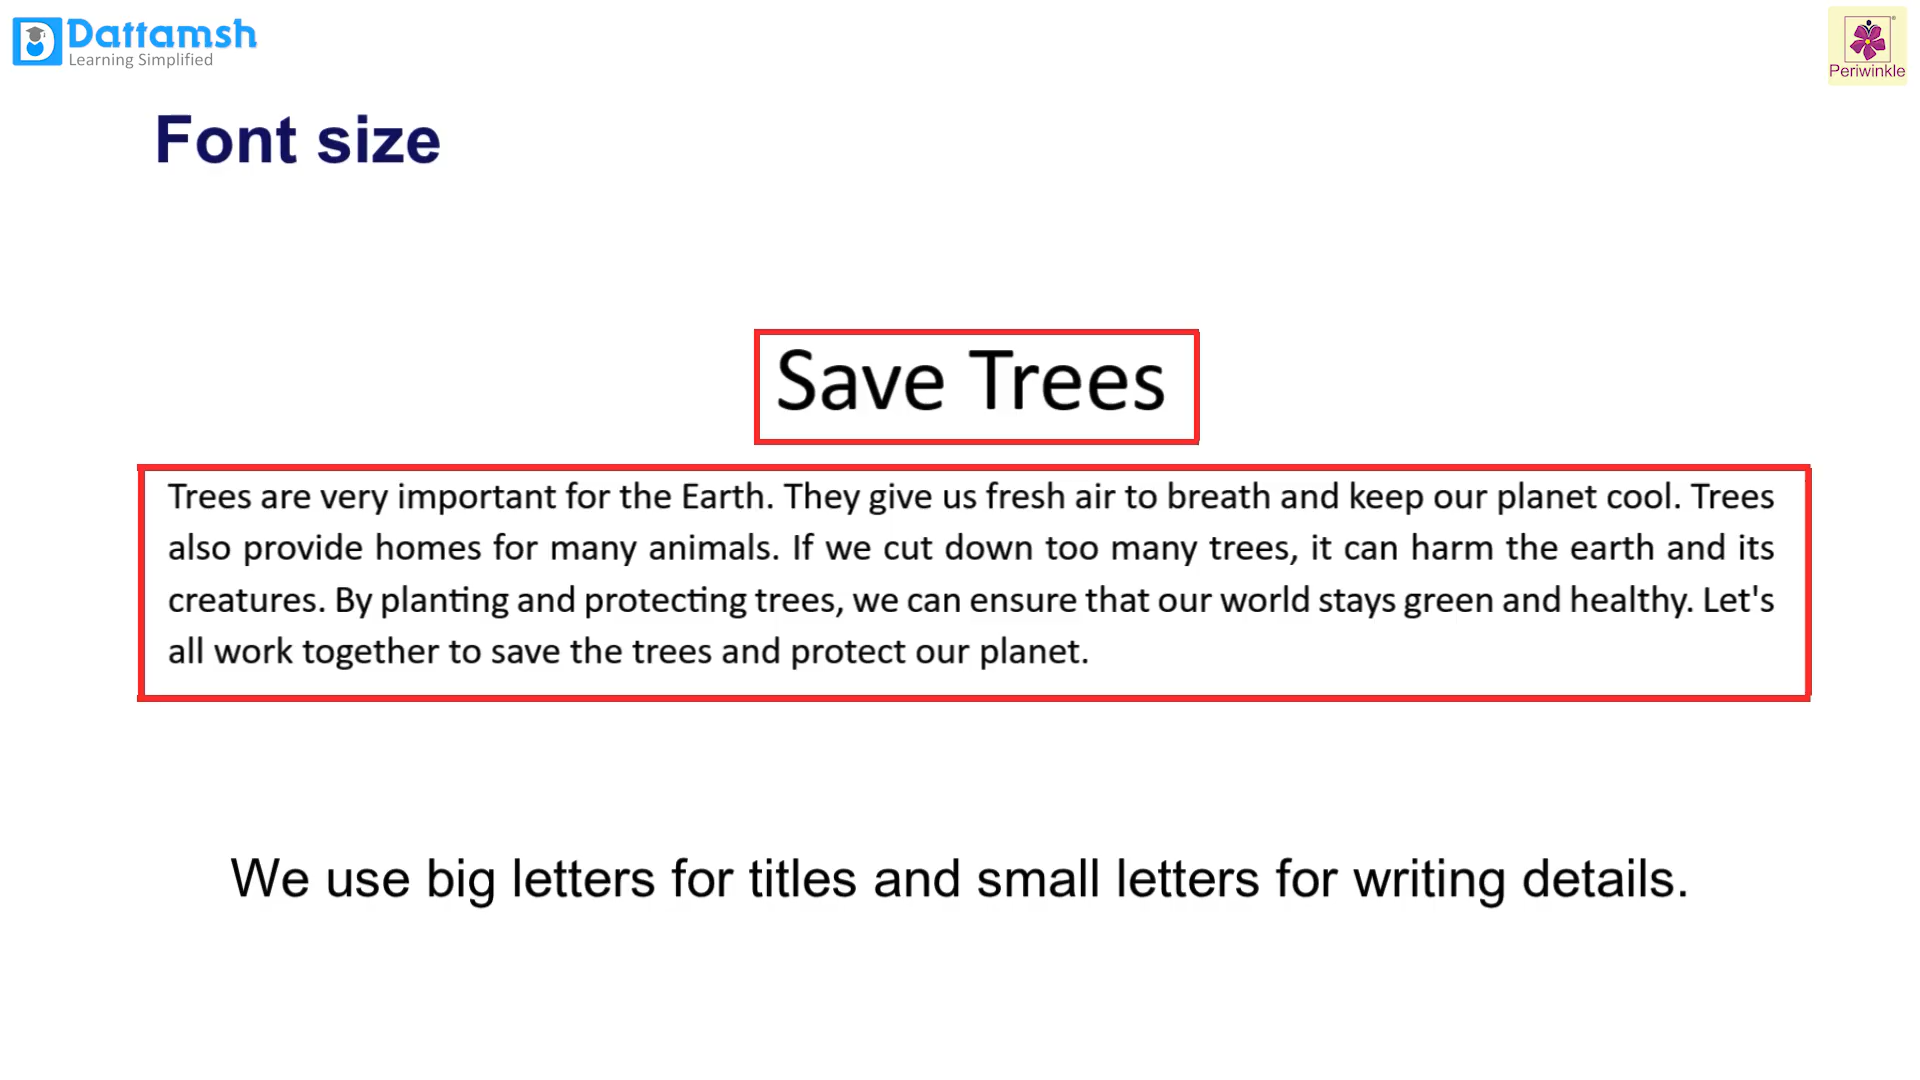 Dattamsh
Learning Simplified
Periwinkle
Font size
Save Trees
Trees are very important for the Earth. They give us fresh air to breath and keep our planet cool. Trees
also provide homes for many animals. If we cut down too many trees, it can harm the earth and its
creatures. By planting and protecting trees, we can ensure that our world stays green and healthy. Let's
all work together to save the trees and protect our planet.
We use big letters for titles and small letters for writing details.